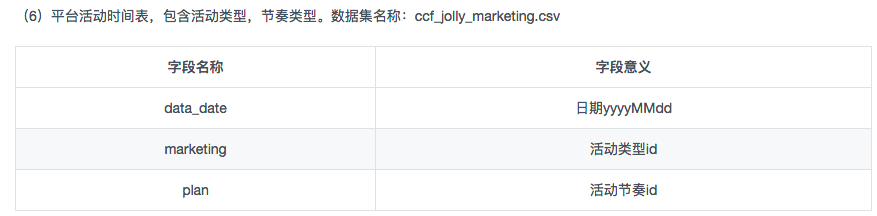 （6）平台活动时间表，包含活动类型，节奏类型。数据集名称：ccf_jolly_marketing.csv
字段名称 字段意义
data_date 日期yyyyMMdd
marketing 活动类型id
plan 活动节奏id